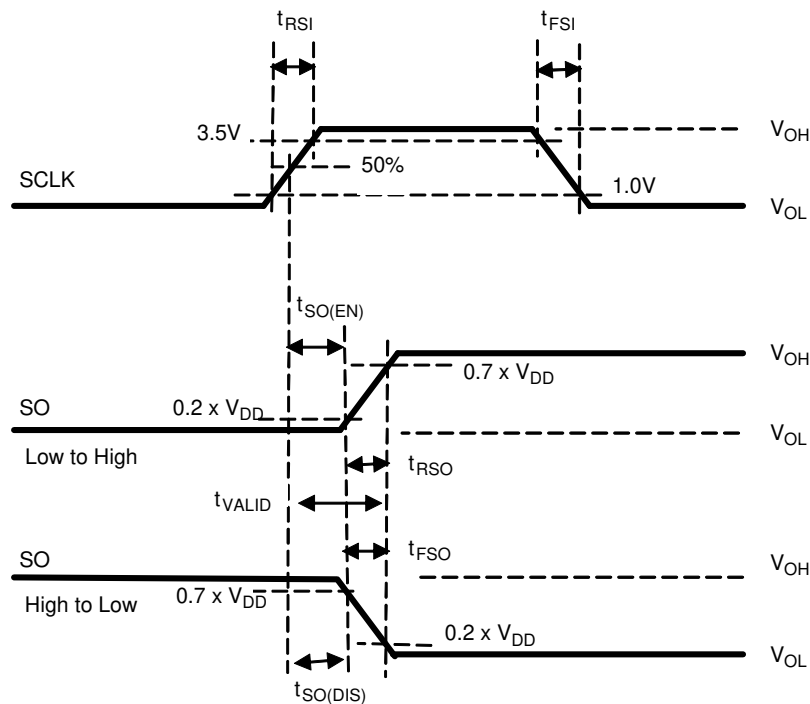 tRSI
tFSI
3.5V
VOH
50%
SCLK
1.0V
VOL
tSO(EN)
VOH
0.7 x VDD
SO
0.2 x VDD
VOL
Low to High
tRSO
tVALID
SO
tFSO
VOH
High to Low
0.7 x VDD
0.2 x VDD
VOL
tSO(DIS)